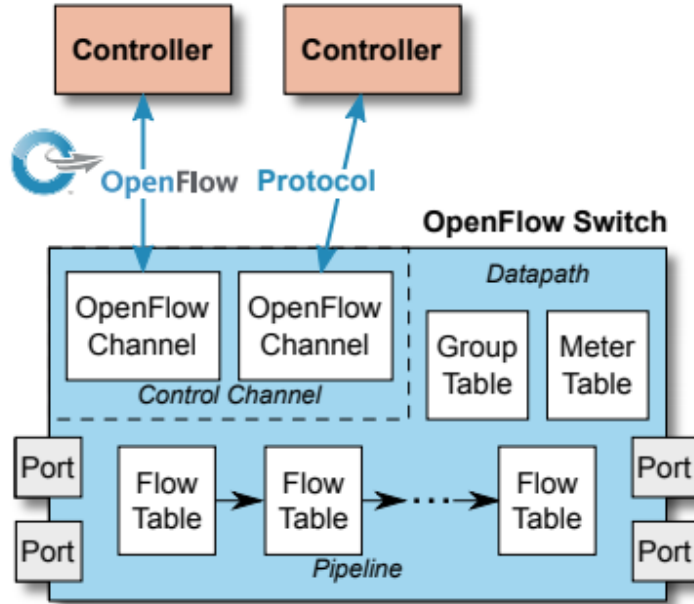 Controller
Controller
OpenFlow
Protocol
OpenFlow Switch
Datapath
OpenFlow
Channel
OpenFlow
Channel
Control Channel
Group
Table
Meter
Table
Port
Port
Flow
Table
Flow
Table
...
Flow
Table
Pipeline
Port
Port